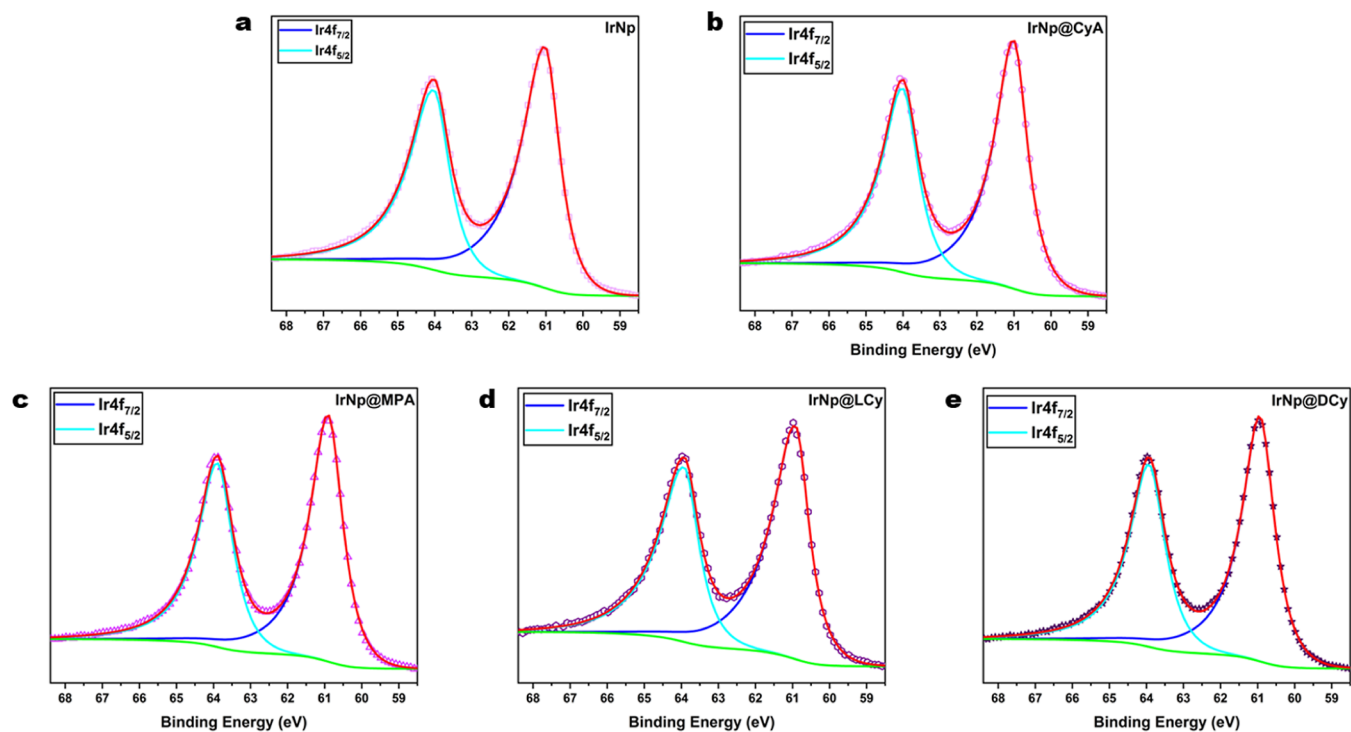 a
Ir4f7/2
Ir4f5/2
IrNp
68 67 66 65 64 63 62 61 60 59
b
Ir4f7/2
Ir4f5/2
IrNp@CyA
68 67 66 65 64 63 62 61 60 59
Binding Energy (eV)
c
Ir4f7/2
Ir4f5/2
IrNp@MPA
68 67 66 65 64 63 62 61 60 59
Binding Energy (eV)
d
Ir4f7/2
Ir4f5/2
IrNp@LCy
68 67 66 65 64 63 62 61 60 59
Binding Energy (eV)
e
Ir4f7/2
Ir4f5/2
IrNp@DCy
68 67 66 65 64 63 62 61 60 59
Binding Energy (eV)